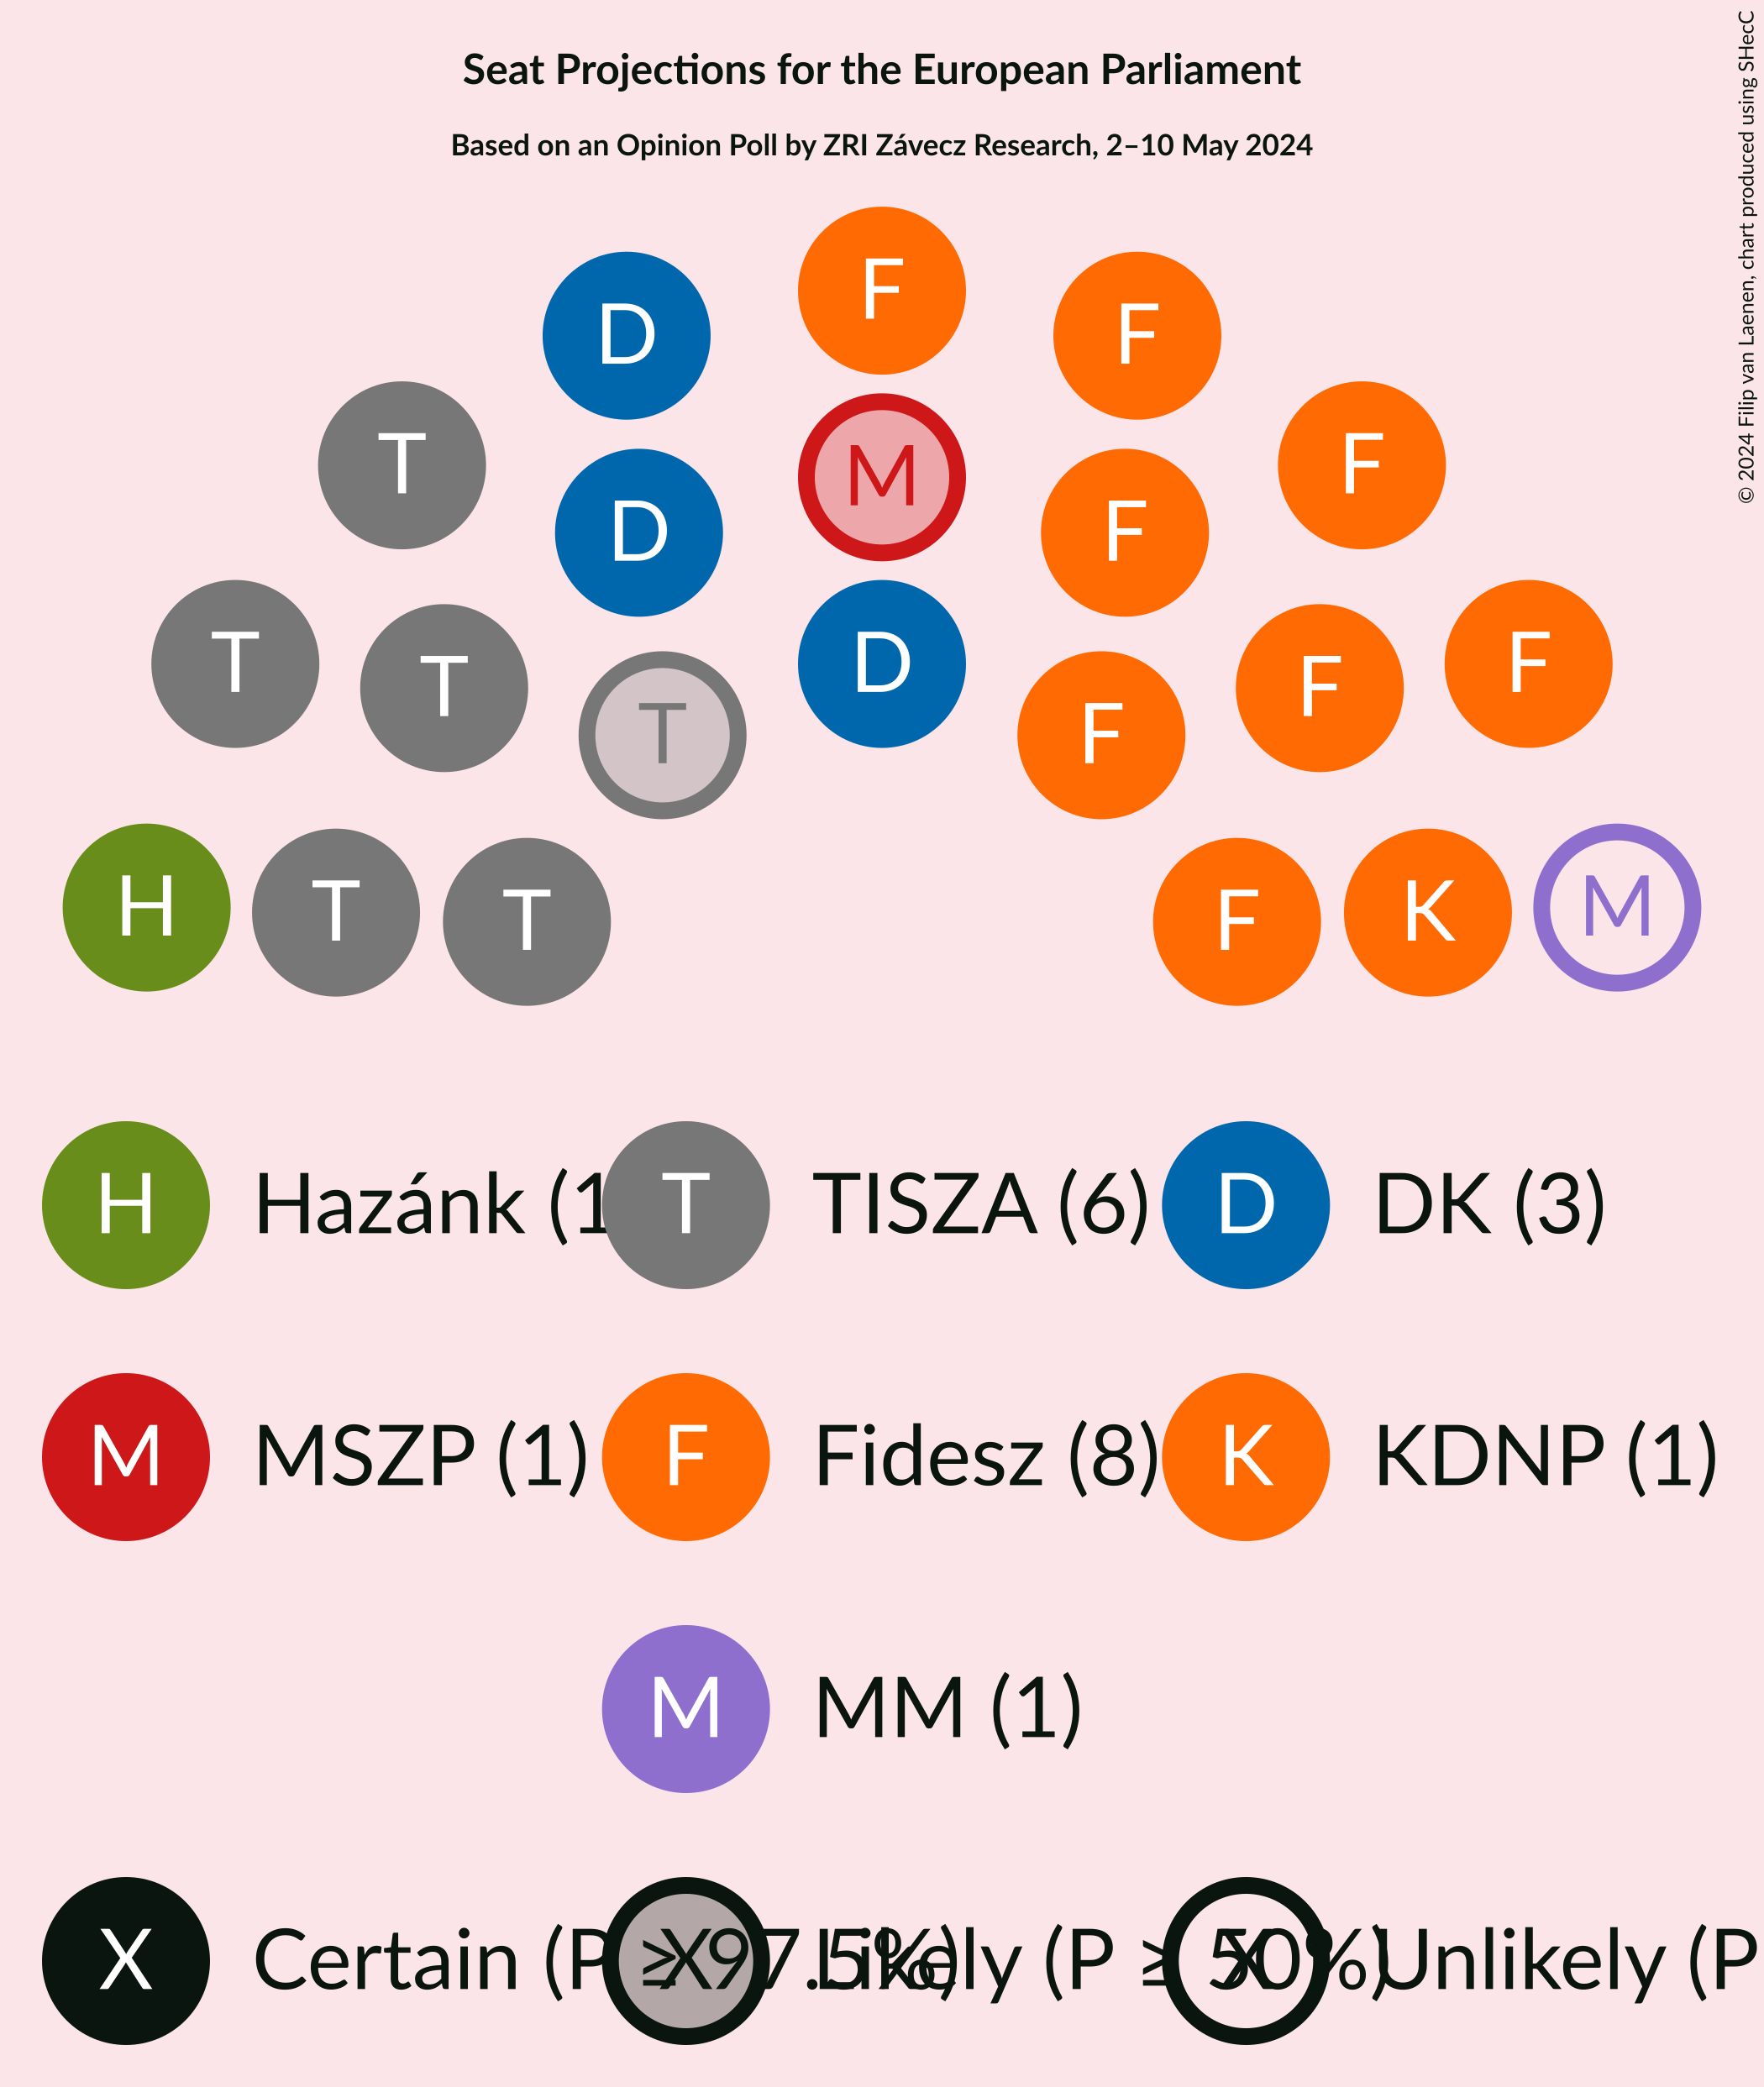 Seat Projections for the European Parliament
Based on an Opinion Poll by ZRI Závecz Research, 2–10 May 2024
© 2024 Filip van Laenen, chart produced using SHecC
F
D F
T M F
D F
T D F
T F
T F
H T T F K M
H Hazánk (1 T TISZA (6) D DK (3)
M MSZP (1) F Fidesz (8) K KDNP (1)
M MM (1)
X Certain (P ≥ 97.5%) X Likely (P ≥ 50%) X Unlikely (P